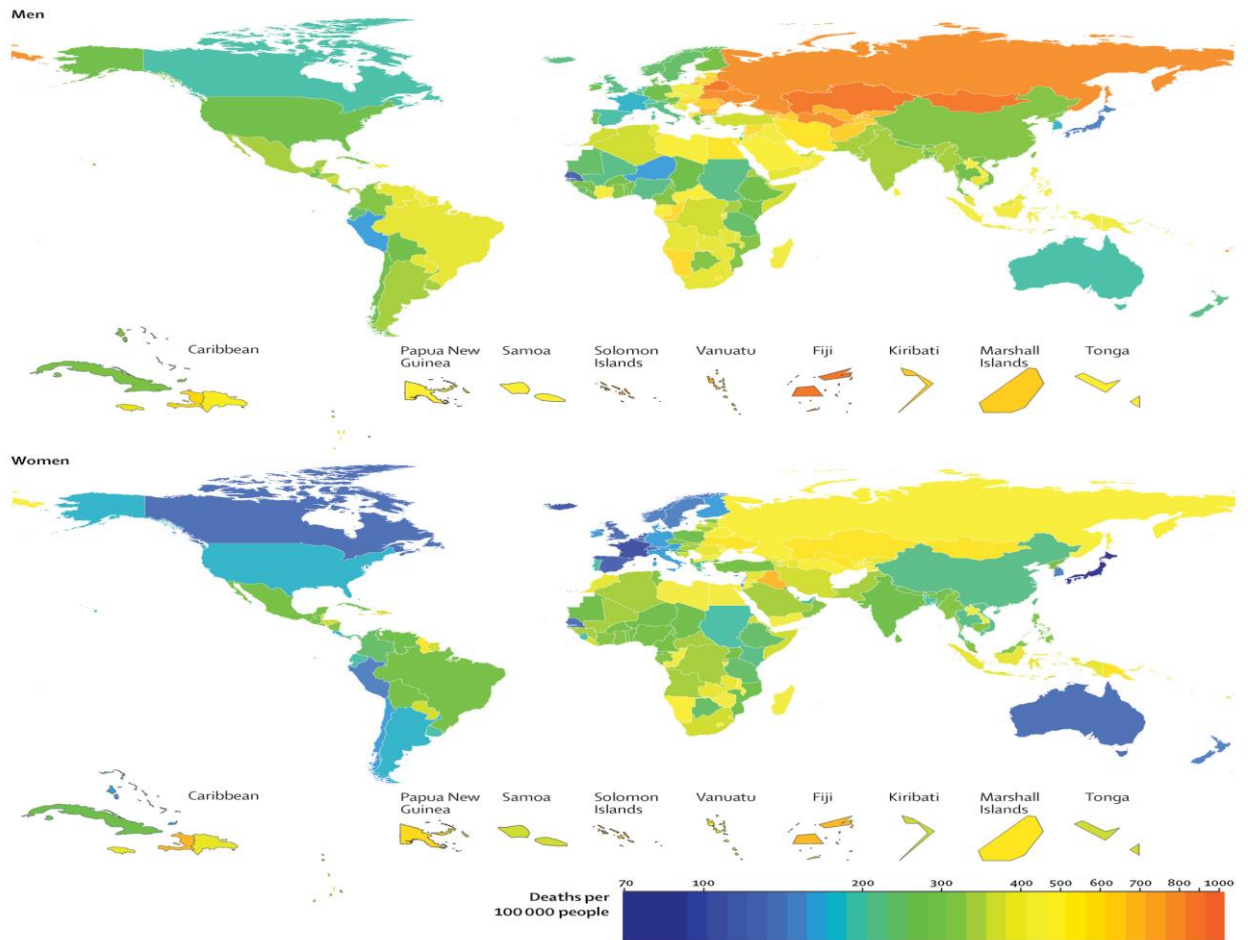 Men
Caribbean
Papua New
Guinea
Samoa
Solomon
Islands
Vanuatu
Fiji
Kiribati
Marshall
Islands
Tonga
Women
Caribbean
Papua New
Guinea
Samoa
Solomon
Islands
Vanuatu
Fiji
Kiribati
Marshall
Islands
Tonga
70 100 200 300 400 500 600 700 800 1000
Deaths per
100 000 people